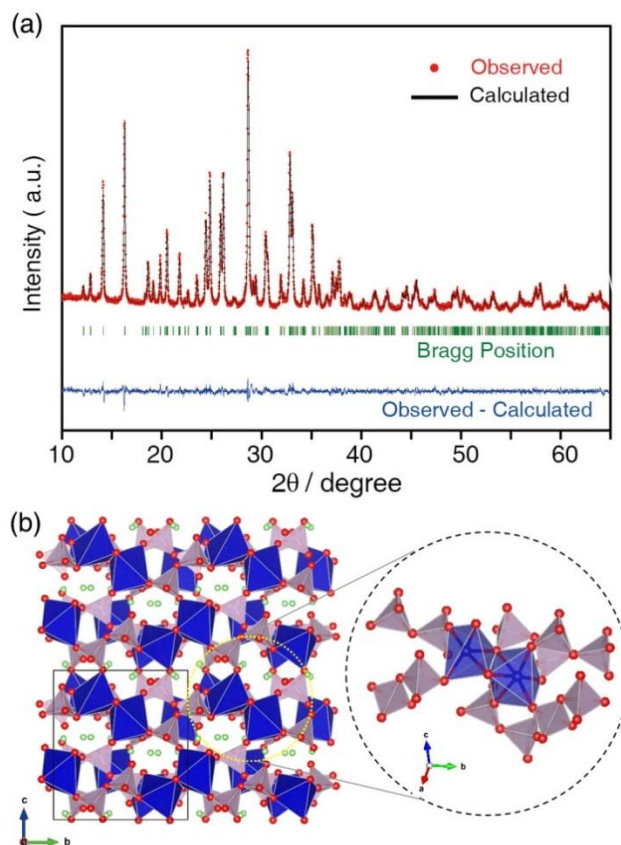 (a)
Observed
Calculated
Intensity ( a.u.)
Bragg Position
Observed - Calculated
10 20 30 40 50 60
2θ / degree
(b)
c
b
c
b
a